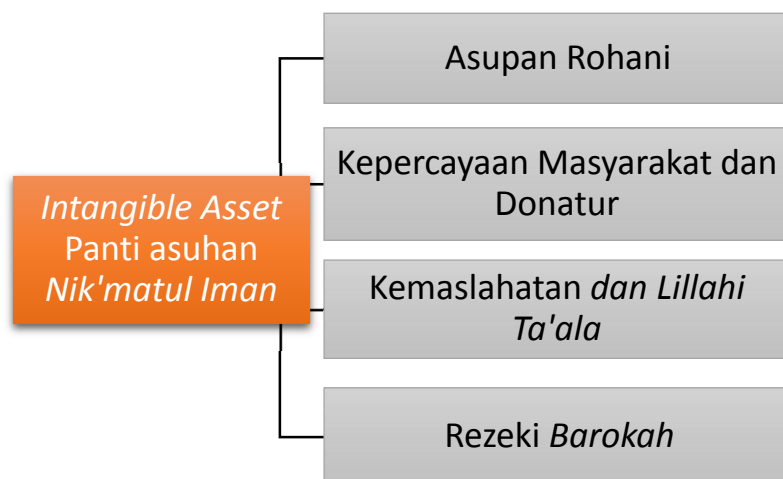 Intangible Asset
Panti asuhan
Nik'matul Iman
Asupan Rohani
Kepercayaan Masyarakat dan
Donatur
Kemaslahatan dan Lillahi
Ta'ala
Rezeki Barokah